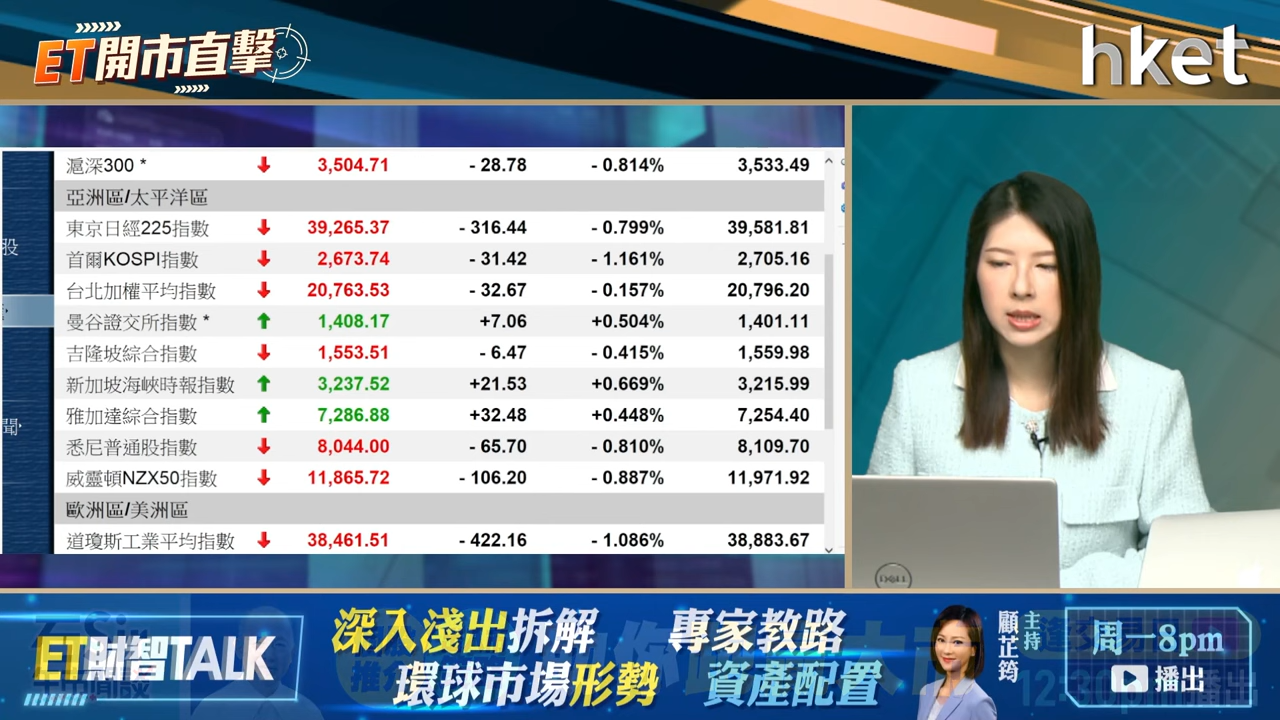 ET開市直擊
hket
滬深300 * 3,504.71 - 28.78 - 0.814% 3,533.49
亞洲區/太平洋區
東京日經225指數 39,265.37 - 316.44 - 0.799% 39,581.81
首爾KOSPI指數 2,673.74 - 31.42 - 1.161% 2,705.16
台北加權平均指數 20,763.53 - 32.67 - 0.157% 20,796.20
曼谷證交所指數 * 1,408.17 +7.06 +0.504% 1,401.11
吉隆坡綜合指數 1,553.51 - 6.47 - 0.415% 1,559.98
新加坡海峽時報指數 3,237.52 +21.53 +0.669% 3,215.99
雅加達綜合指數 7,286.88 +32.48 +0.448% 7,254.40
悉尼普通股指數 8,044.00 - 65.70 - 0.810% 8,109.70
威靈頓NZX50指數 11,865.72 - 106.20 - 0.887% 11,971.92
歐洲區/美洲區
道瓊斯工業平均指數 38,461.51 - 422.16 - 1.086% 38,883.67
股
聞
DELL
ET財智TALK
深入淺出拆解 專家教路
環球市場形勢 資產配置
主持
顧芷筠
周一8pm
播出